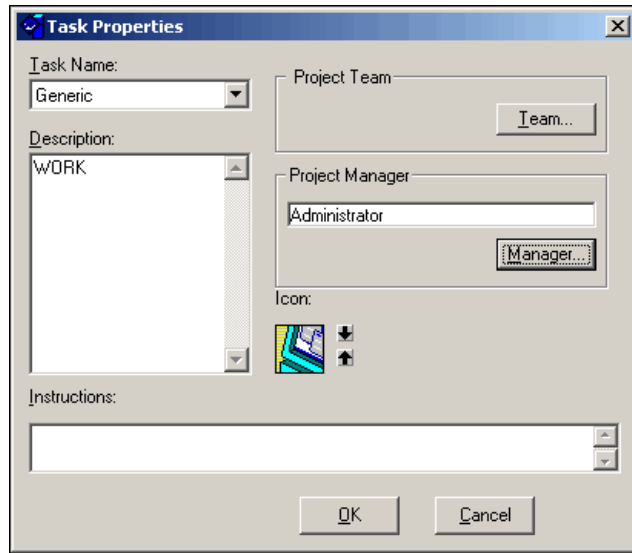 Task Properties
Task Name:
Generic
Description:
WORK
Project Team
Team...
Project Manager
Administrator
Manager...
Icon:
Instructions:
OK
Cancel